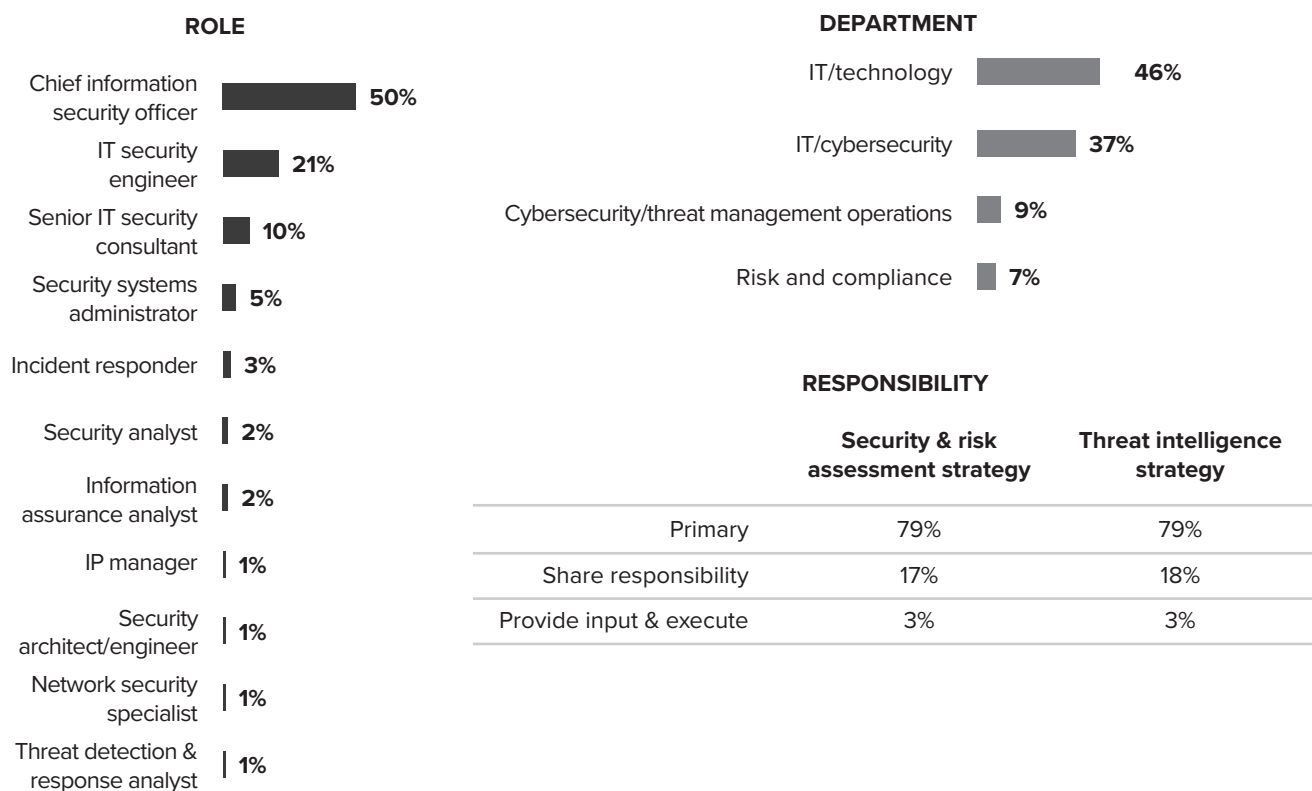 ROLE
Chief information
security officer
50%
IT security
engineer
21%
Senior IT security
consultant
10%
Security systems
administrator
5%
Incident responder
3%
Security analyst
2%
Information
assurance analyst
2%
IP manager
1%
Security
architect/engineer
1%
Network security
specialist
1%
Threat detection &
response analyst
1%
DEPARTMENT
IT/technology
46%
IT/cybersecurity
37%
Cybersecurity/threat management operations
9%
Risk and compliance
7%
RESPONSIBILITY
Security & risk
assessment strategy
Threat intelligence
strategy
Primary 79% 79%
Share responsibility 17% 18%
Provide input & execute 3% 3%